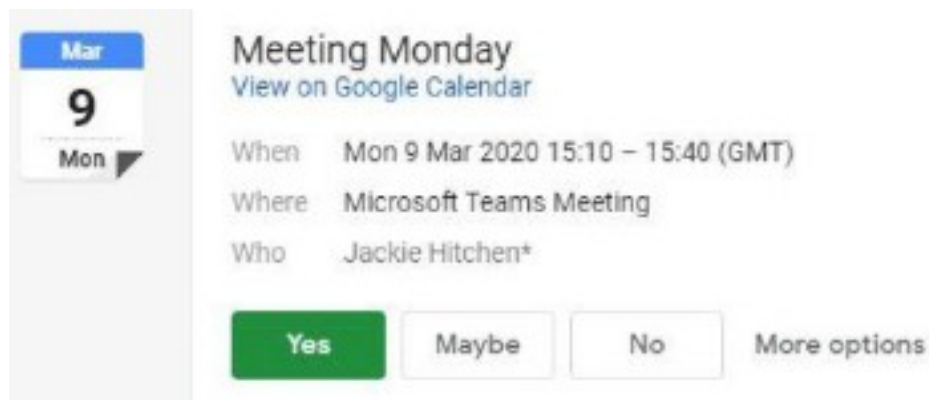 Mar
9
Mon
Meeting Monday
View on Google Calendar
When Mon 9 Mar 2020 15:10 – 15:40 (GMT)
Where Microsoft Teams Meeting
Who Jackie Hitchen*
Yes Maybe No More options